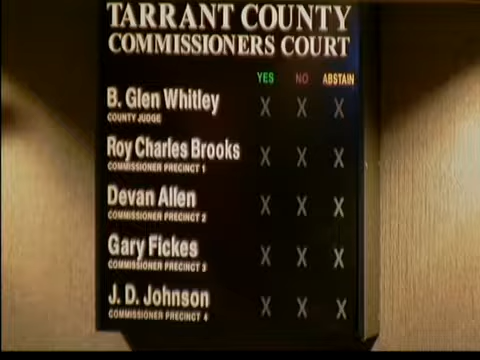 TARRANT COUNTY
COMMISSIONERS COURT
YES NO ABSTAIN
B. Glen Whitley X X X
COUNTY JUDGE
Roy Charles Brooks X X X
COMMISSIONER PRECINCT 1
Devan Allen X X X
COMMISSIONER PRECINCT 2
Gary Fickes X X X
COMMISSIONER PRECINCT 3
J. D. Johnson X X X
COMMISSIONER PRECINCT 4